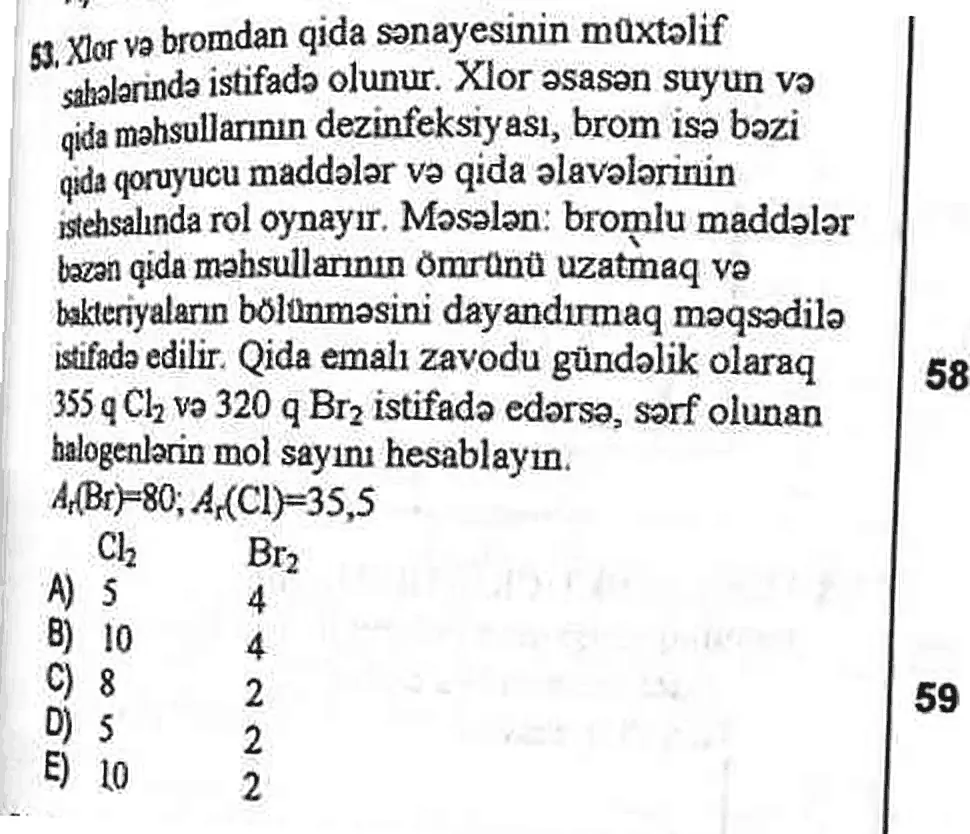 53. Xlor və bromdan qida sənayesinin müxtəlif
sahələrində istifadə olunur. Xlor əsasən suyun və
qida məhsullarının dezinfeksiyası, brom isə bəzi
qida qoruyucu maddələr və qida əlavələrinin
istehsalında rol oynayır. Məsələn: bromlu maddələr
bəzən qida məhsullarının ömrünü uzatmaq və
bakteriyaların bölünməsini dayandırmaq məqsədilə
istifadə edilir. Qida emalı zavodu gündəlik olaraq
355 q Cl₂ və 320 q Br₂ istifadə edərsə, sərf olunan
halogenlərin mol sayını hesablayın.
Aᵣ(Br)=80; Aᵣ(Cl)=35,5
Cl₂ Br₂
A) 5 4
B) 10 4
C) 8 2
D) 5 2
E) 10 2
58
59